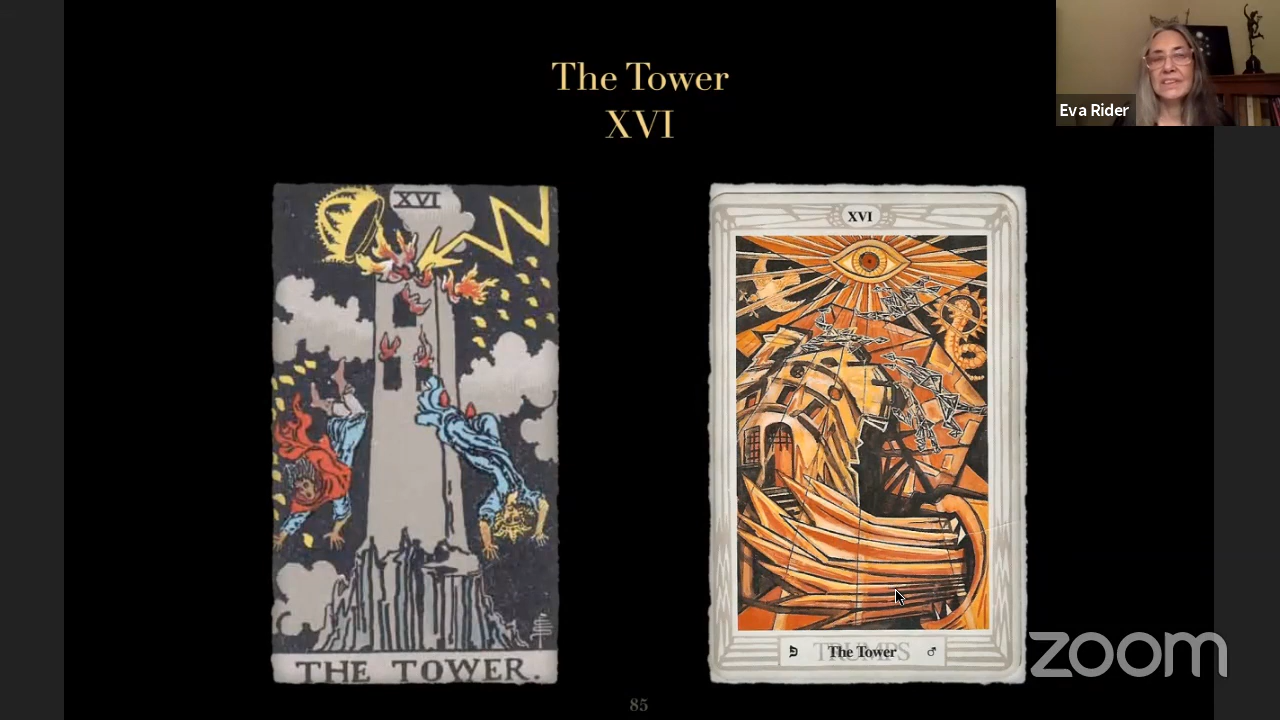 The Tower
XVI
Eva Rider
XVI
THE TOWER.
XVI
פ TRUMPS The Tower ♂
85
zoom